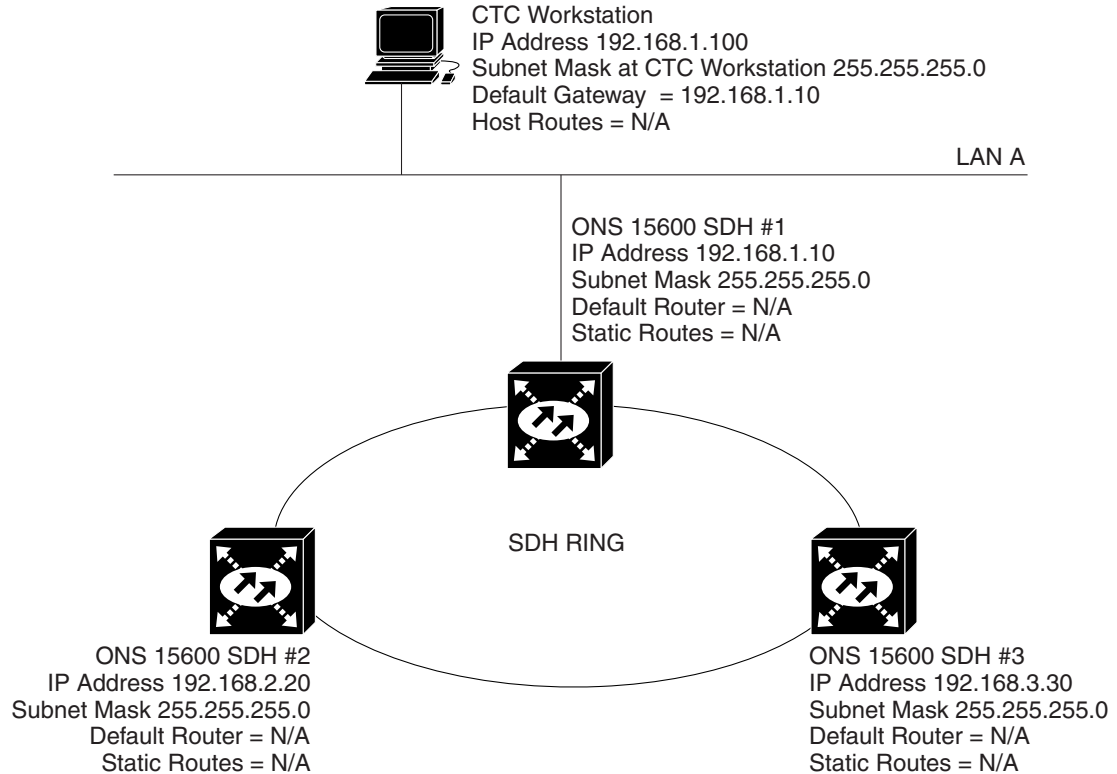 CTC Workstation
IP Address 192.168.1.100
Subnet Mask at CTC Workstation 255.255.255.0
Default Gateway = 192.168.1.10
Host Routes = N/A
LAN A
ONS 15600 SDH #1
IP Address 192.168.1.10
Subnet Mask 255.255.255.0
Default Router = N/A
Static Routes = N/A
SDH RING
ONS 15600 SDH #2
IP Address 192.168.2.20
Subnet Mask 255.255.255.0
Default Router = N/A
Static Routes = N/A
ONS 15600 SDH #3
IP Address 192.168.3.30
Subnet Mask 255.255.255.0
Default Router = N/A
Static Routes = N/A